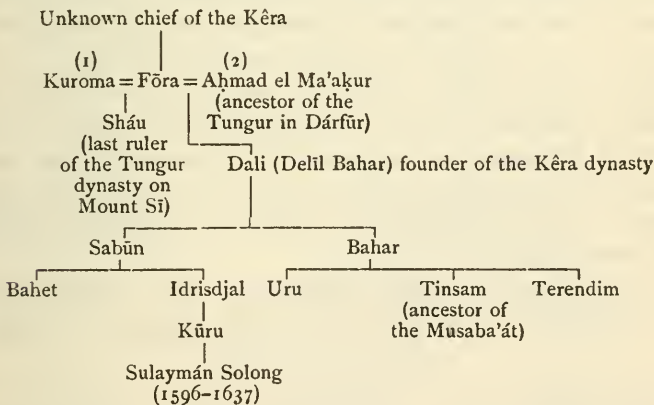 Unknown chief of the Kêra
(1) (2)
Kuroma = Fōra = Aḥmad el Ma'aḳur
(ancestor of the
Tungur in Dárfūr)
Sháu
(last ruler
of the Tungur
dynasty on
Mount Sī)
Dali (Delīl Bahar) founder of the Kêra dynasty
Sabūn Bahar
Bahet Idrisdjal Uru Tinsam Terendim
(ancestor of
the Musaba'át)
Kūru
Sulaymán Solong
(1596–1637)